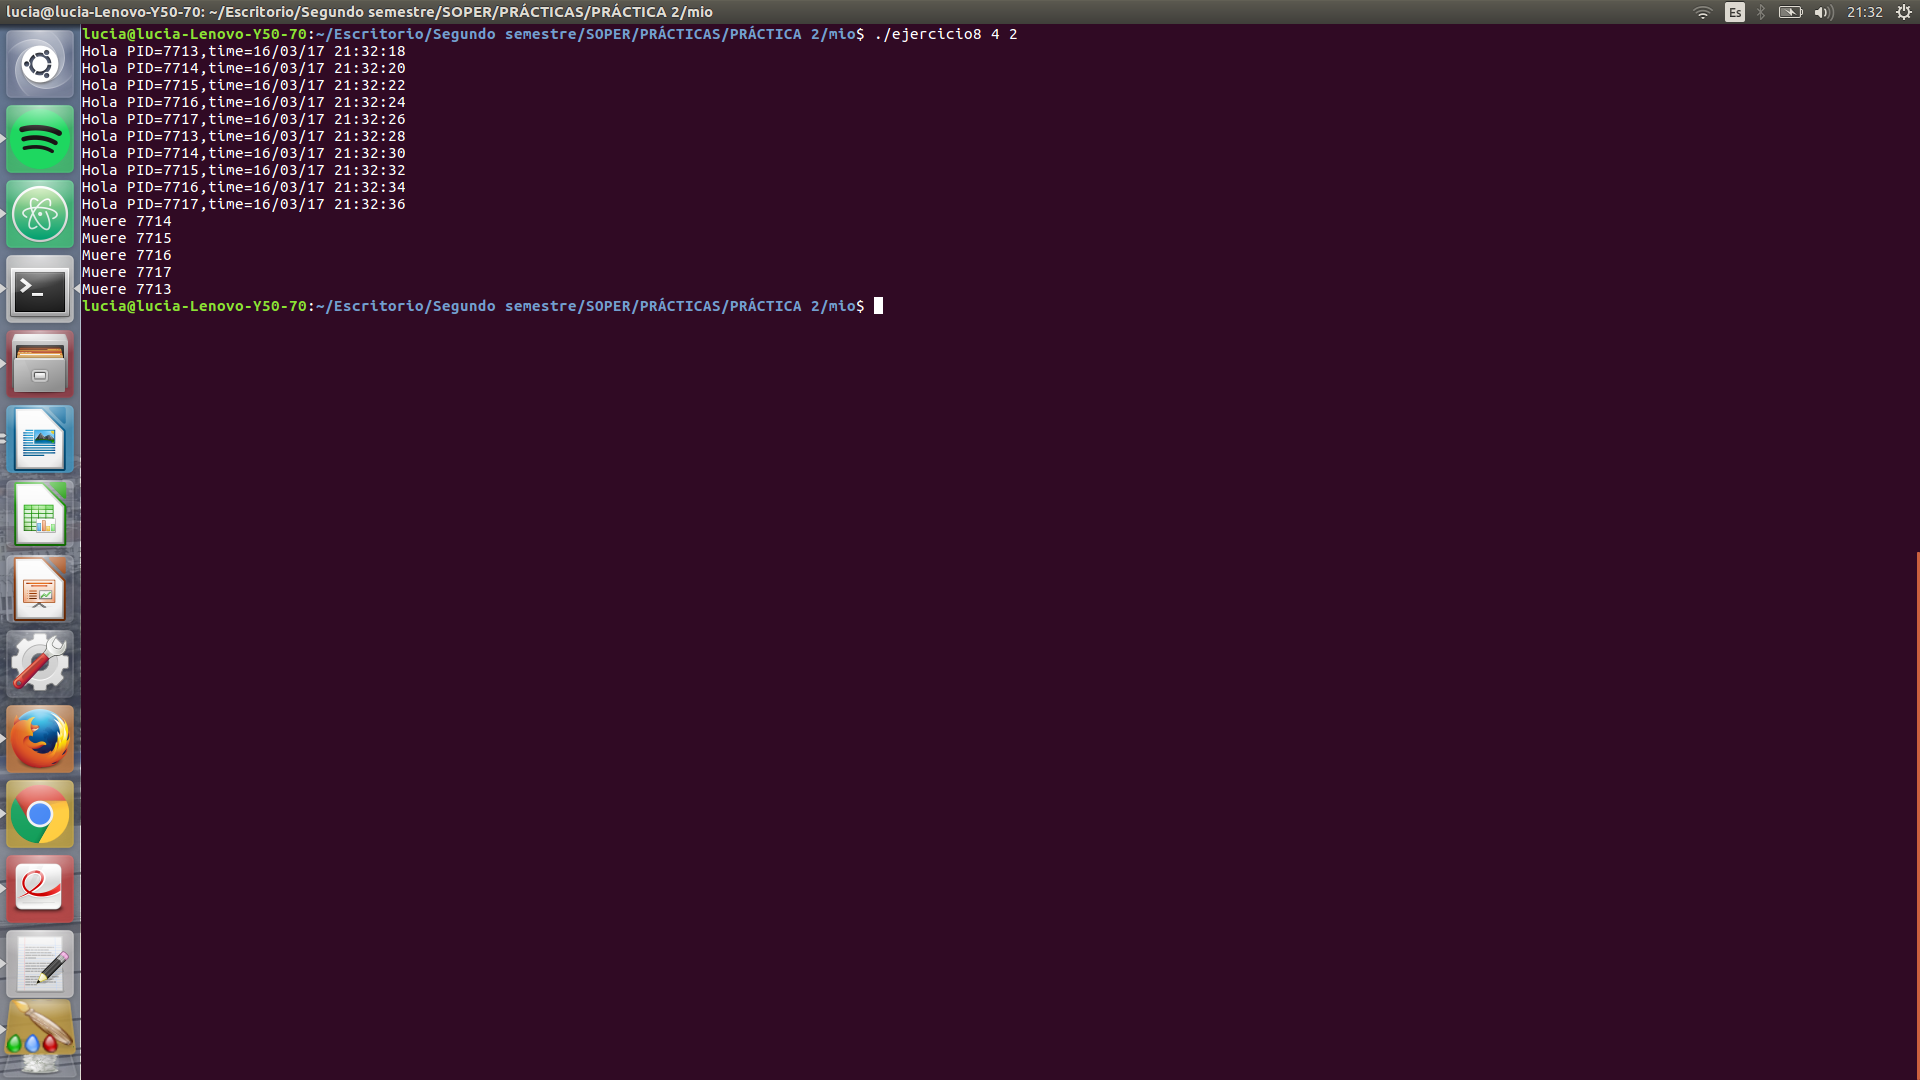 lucia@lucia-Lenovo-Y50-70: ~/Escritorio/Segundo semestre/SOPER/PRÁCTICAS/PRÁCTICA 2/mio
Es
21:32
lucia@lucia-Lenovo-Y50-70:~/Escritorio/Segundo semestre/SOPER/PRÁCTICAS/PRÁCTICA 2/mio$ ./ejercicio8 4 2
Hola PID=7713,time=16/03/17 21:32:18
Hola PID=7714,time=16/03/17 21:32:20
Hola PID=7715,time=16/03/17 21:32:22
Hola PID=7716,time=16/03/17 21:32:24
Hola PID=7717,time=16/03/17 21:32:26
Hola PID=7713,time=16/03/17 21:32:28
Hola PID=7714,time=16/03/17 21:32:30
Hola PID=7715,time=16/03/17 21:32:32
Hola PID=7716,time=16/03/17 21:32:34
Hola PID=7717,time=16/03/17 21:32:36
Muere 7714
Muere 7715
Muere 7716
Muere 7717
Muere 7713
lucia@lucia-Lenovo-Y50-70:~/Escritorio/Segundo semestre/SOPER/PRÁCTICAS/PRÁCTICA 2/mio$